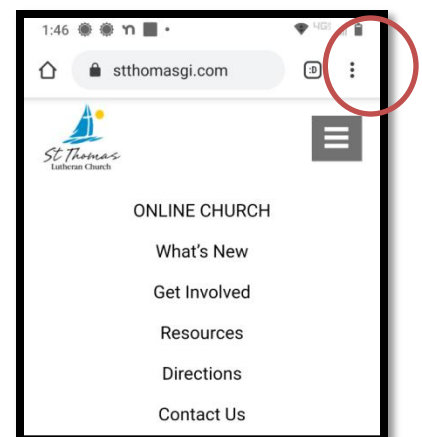 1:46
stthomasgi.com :D
St Thomas
Lutheran Church
ONLINE CHURCH
What's New
Get Involved
Resources
Directions
Contact Us